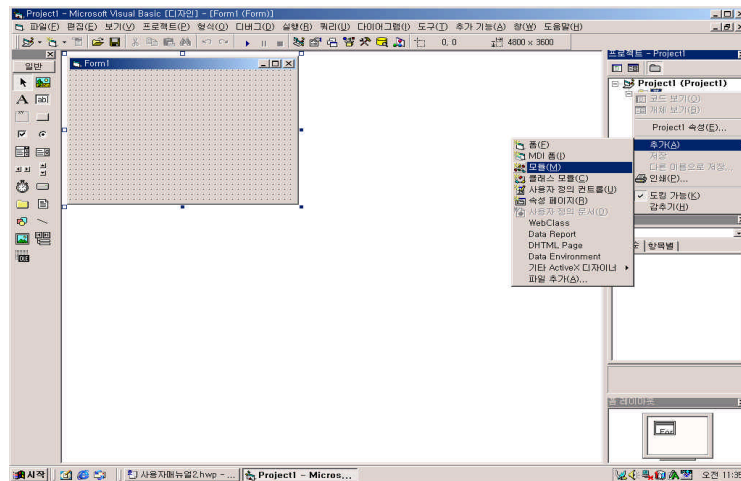 Project1 - Microsoft Visual Basic [디자인] - [Form1 (Form)]
파일(F) 편집(E) 보기(V) 프로젝트(P) 형식(O) 디버그(D) 실행(R) 쿼리(U) 다이어그램(I) 도구(T) 추가 기능(A) 창(W) 도움말(H)
0, 0 4800 × 3600
일반
Form1
프로젝트 - Project1
Project1 (Project1)
코드 보기(O)
개체 보기(B)
Project1 속성(E)...
추가(A)
저장
다른 이름으로 저장...
인쇄(P)...
도킹 가능(K)
감추기(H)
폼(F)
MDI 폼(I)
모듈(M)
클래스 모듈(C)
사용자 정의 컨트롤(U)
속성 페이지(R)
사용자 정의 문서(D)
WebClass
Data Report
DHTML Page
Data Environment
기타 ActiveX 디자이너
파일 추가(A)...
항목별
폼 레이아웃
For
시작
사용자매뉴얼2.hwp - ...
Project1 - Micros...
오전 11:35